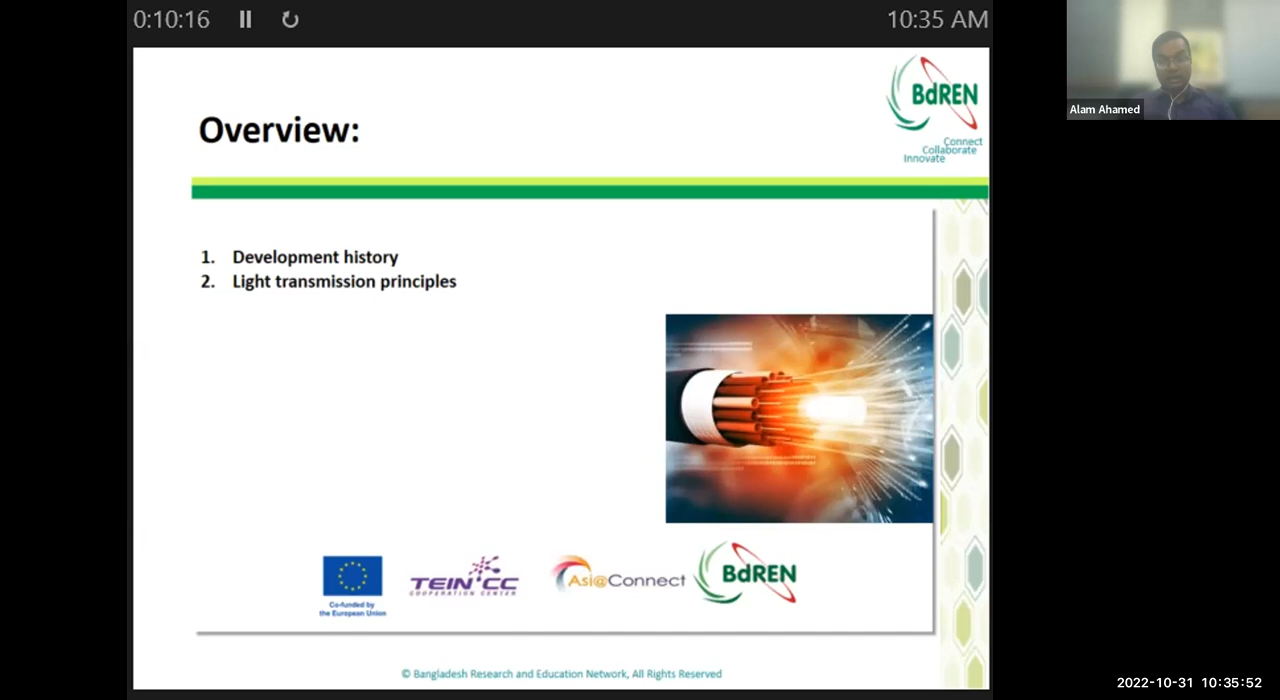 0:10:16
10:35 AM
BdREN
Connect
Collaborate
Innovate
Alam Ahamed
Overview:
1. Development history
2. Light transmission principles
Co-funded by
the European Union
TEIN*CC
COOPERATION CENTER
Asi@Connect
BdREN
© Bangladesh Research and Education Network, All Rights Reserved
2022-10-31 10:35:52